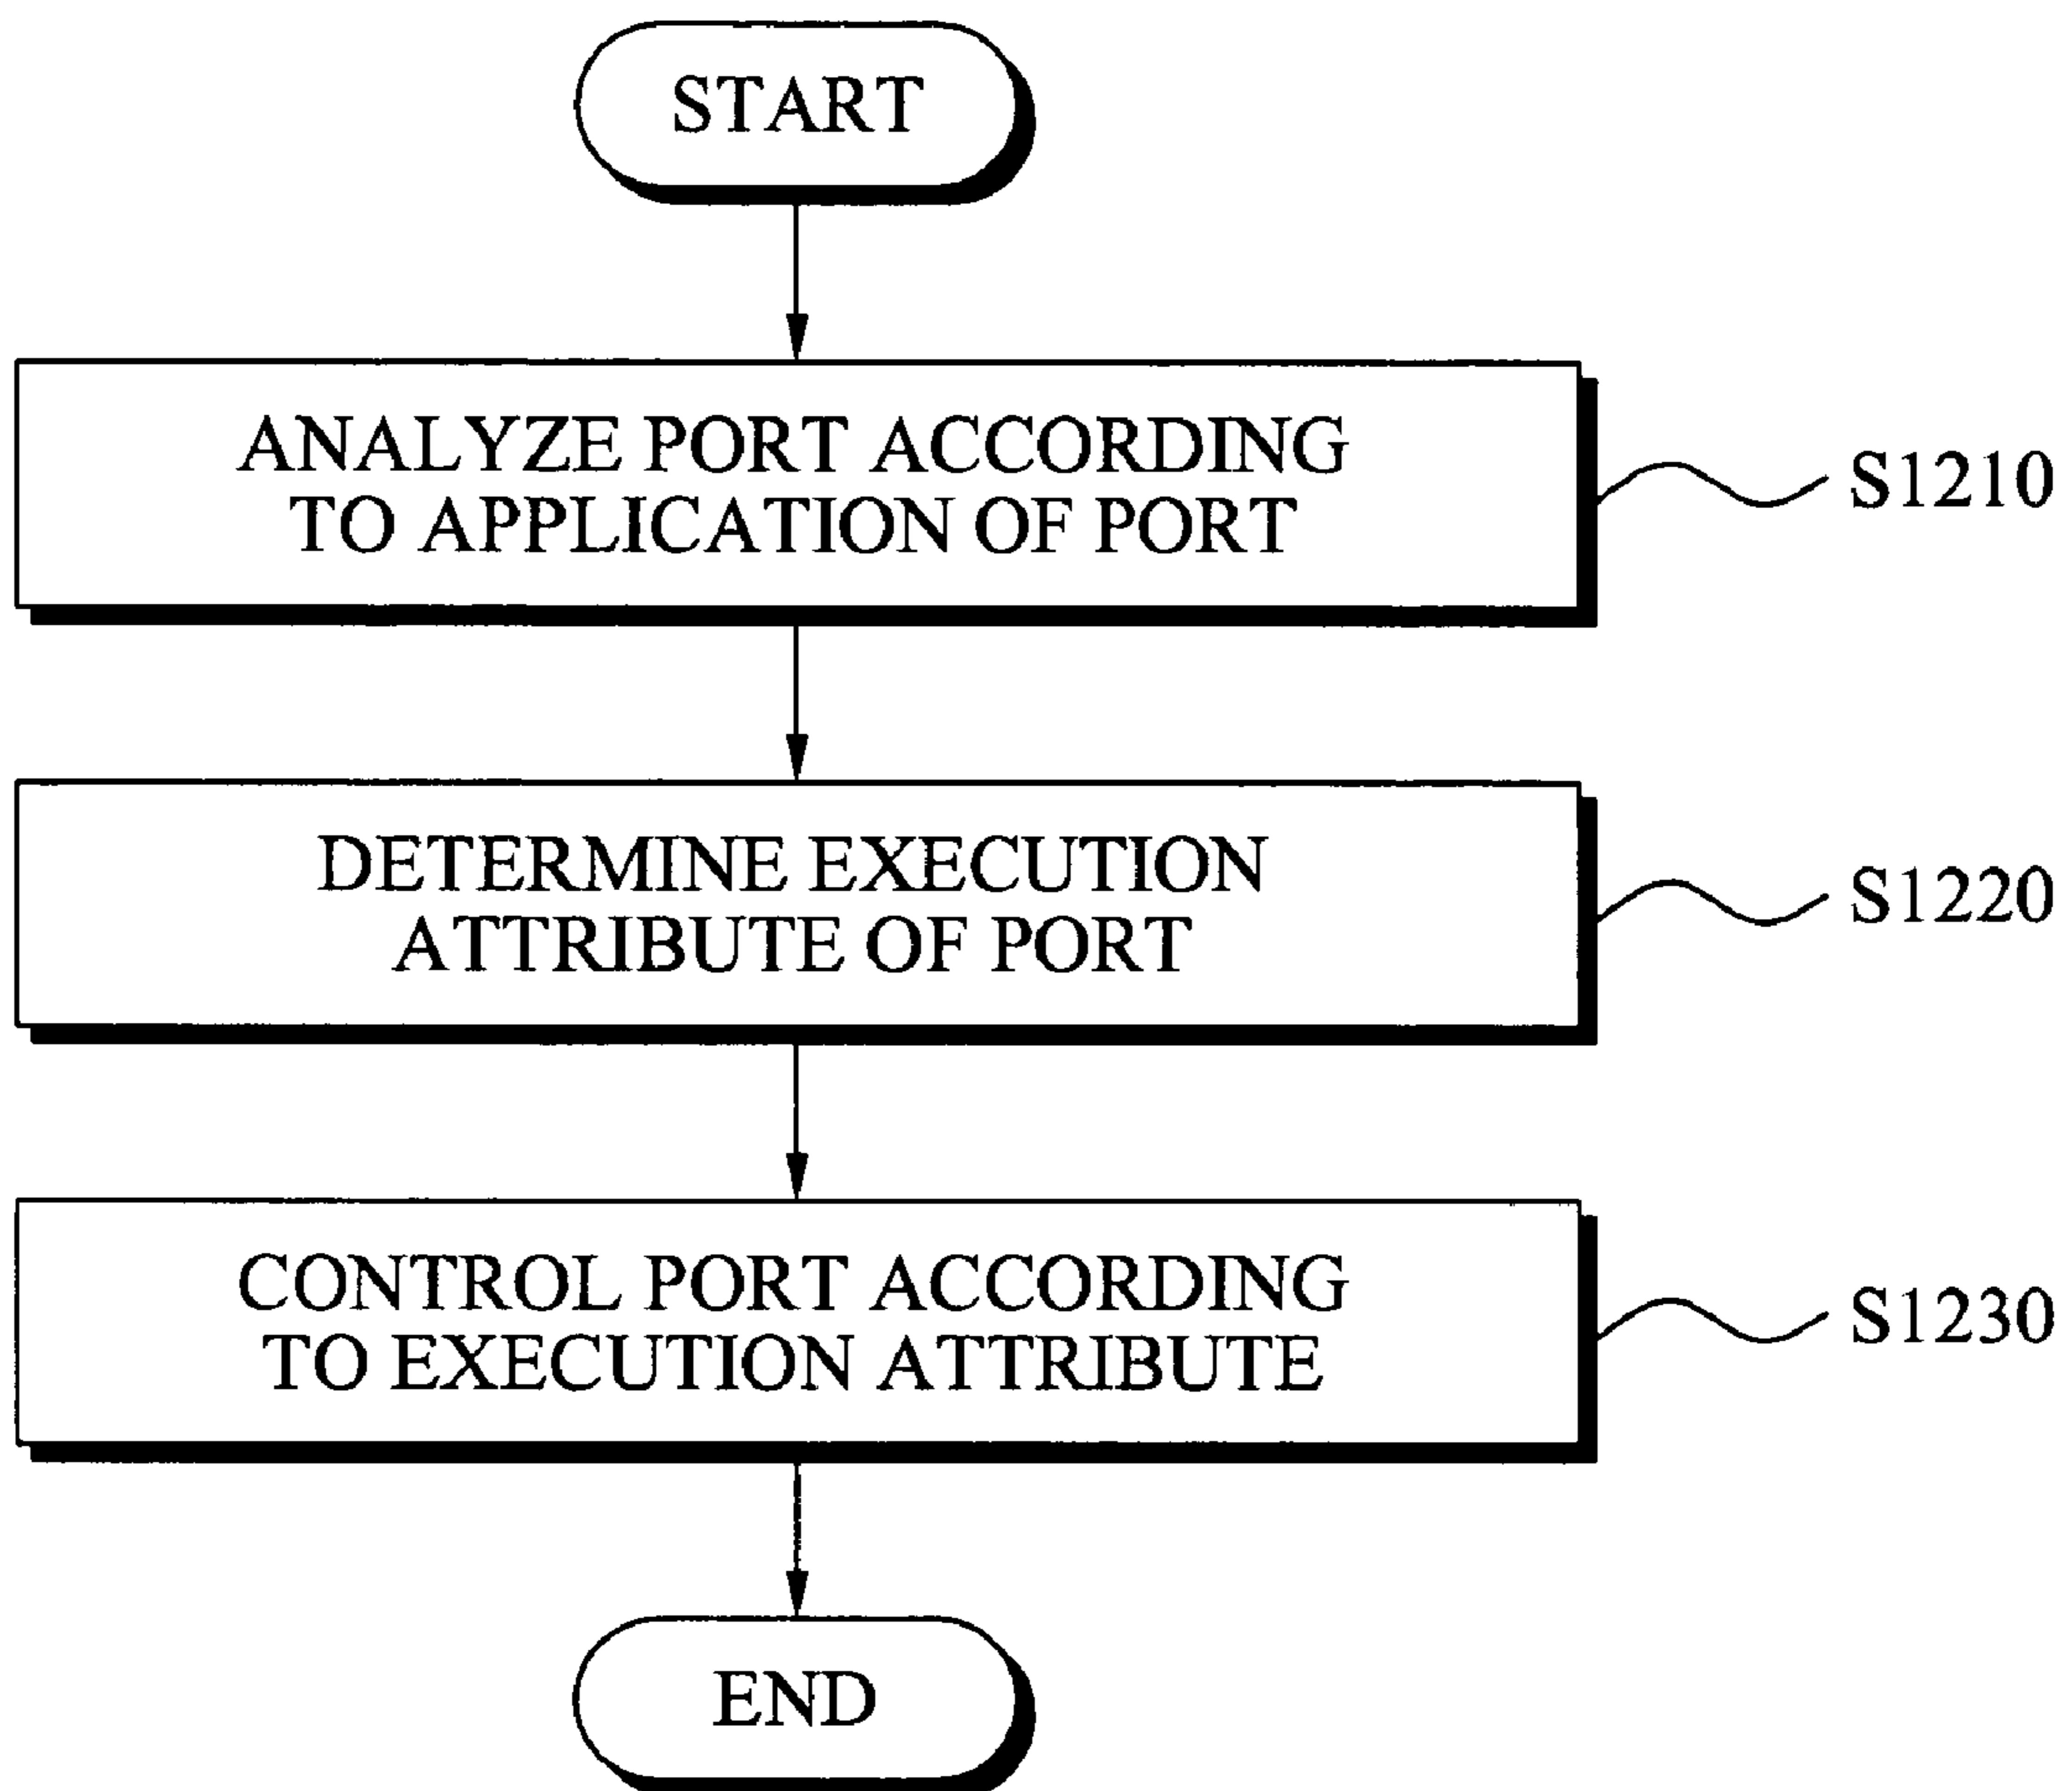 START
ANALYZE PORT ACCORDING
TO APPLICATION OF PORT
S1210
DETERMINE EXECUTION
ATTRIBUTE OF PORT
S1220
CONTROL PORT ACCORDING
TO EXECUTION ATTRIBUTE
S1230
END